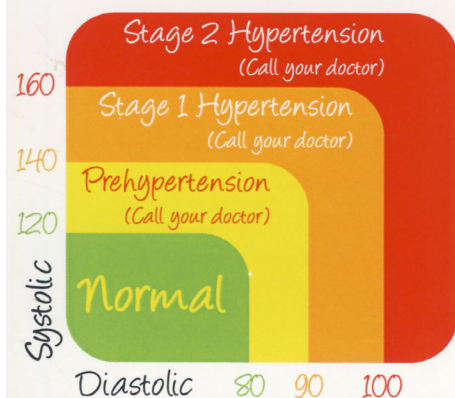 Stage 2 Hypertension
(Call your doctor)
160
Stage 1 Hypertension
(Call your doctor)
140
Prehypertension
(Call your doctor)
120
Normal
Systolic
Diastolic 80 90 100